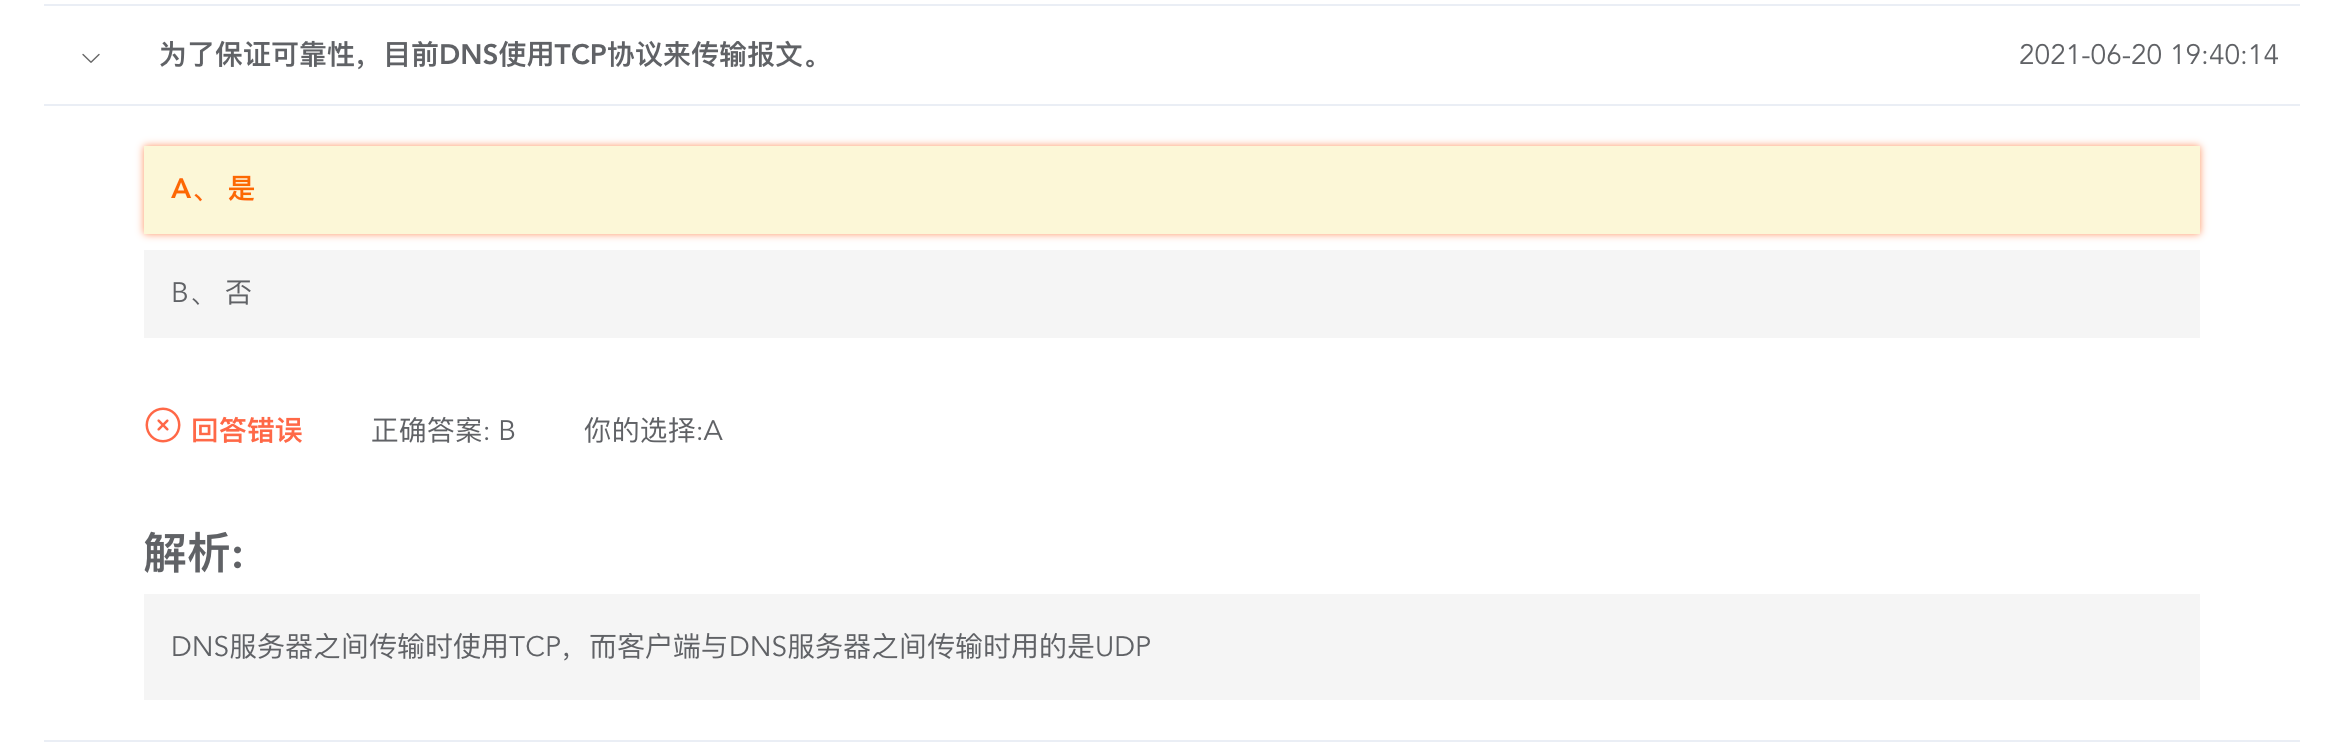 为了保证可靠性，目前DNS使用TCP协议来传输报文。 2021-06-20 19:40:14
A、 是
B、 否
回答错误 正确答案: B 你的选择:A
解析:
DNS服务器之间传输时使用TCP，而客户端与DNS服务器之间传输时用的是UDP